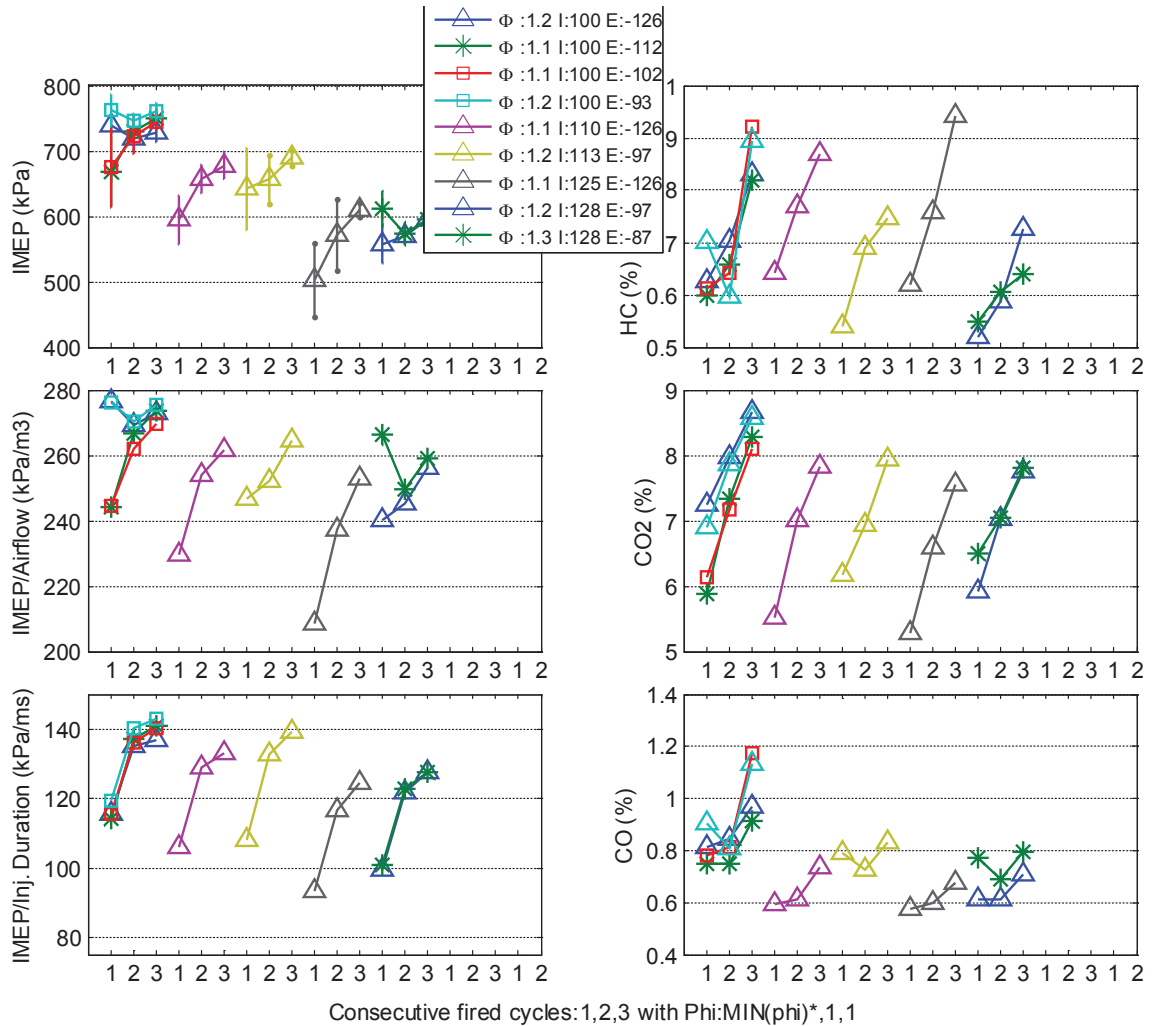 Φ :1.2 I:100 E:-126
Φ :1.1 I:100 E:-112
Φ :1.1 I:100 E:-102
Φ :1.2 I:100 E:-93
Φ :1.1 I:110 E:-126
Φ :1.2 I:113 E:-97
Φ :1.1 I:125 E:-126
Φ :1.2 I:128 E:-97
Φ :1.3 I:128 E:-87
IMEP (kPa)
800
700
600
500
400
1 2 3 1 2 3 1 2 3 1 2 3 1 2 3 1 2 3 1 2
HC (%)
1
0.9
0.8
0.7
0.6
0.5
1 2 3 1 2 3 1 2 3 1 2 3 1 2 3 1 2 3 1 2
IMEP/Airflow (kPa/m3)
280
260
240
220
200
1 2 3 1 2 3 1 2 3 1 2 3 1 2 3 1 2 3 1 2
CO2 (%)
9
8
7
6
5
1 2 3 1 2 3 1 2 3 1 2 3 1 2 3 1 2 3 1 2
IMEP/Inj. Duration (kPa/ms)
140
120
100
80
1 2 3 1 2 3 1 2 3 1 2 3 1 2 3 1 2 3 1 2
CO (%)
1.4
1.2
1
0.8
0.6
0.4
1 2 3 1 2 3 1 2 3 1 2 3 1 2 3 1 2 3 1 2
Consecutive fired cycles:1,2,3 with Phi:MIN(phi)*,1,1